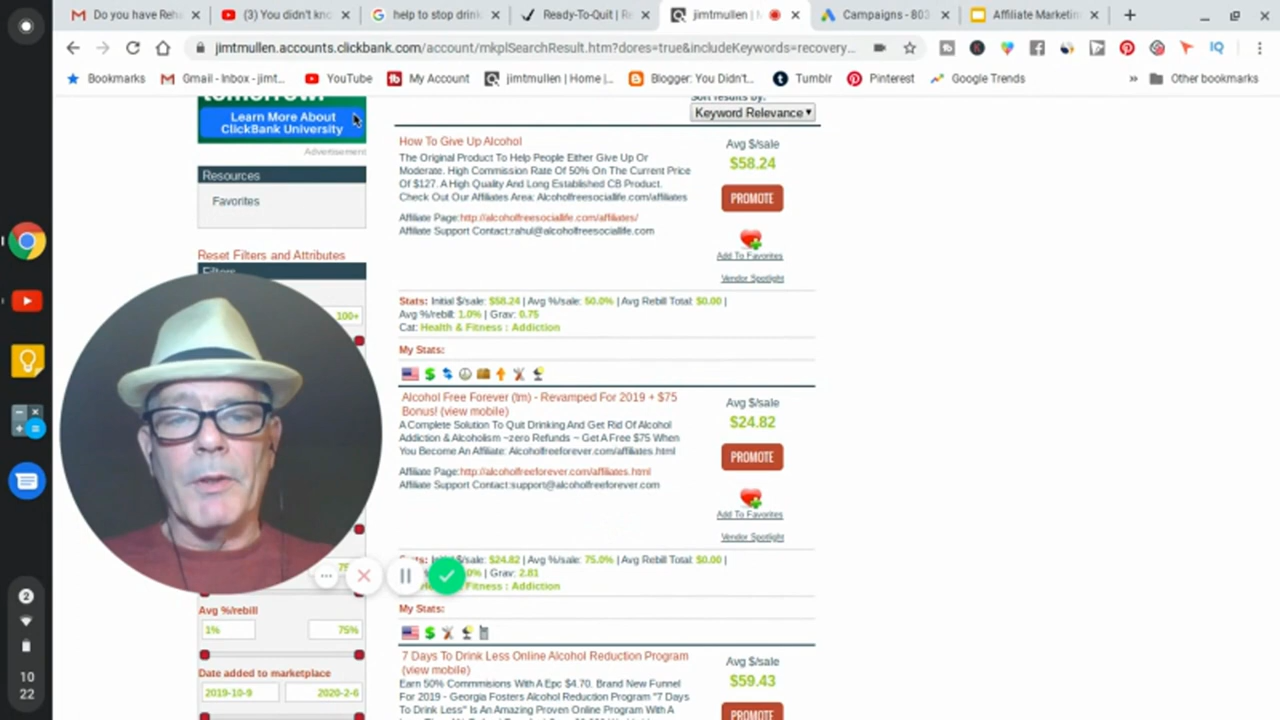 Do you have Reh
(3) You didn't kno
help to stop drink
Ready-To-Quit | R
jimtmullen |
Campaigns - 803
Affiliate Marketin
jimtmullen.accounts.clickbank.com/account/mkplSearchResult.htm?dores=true&includeKeywords=recovery...
Bookmarks
Gmail - Inbox - jimt...
YouTube
My Account
jimtmullen | Home |...
Blogger: You Didn't...
Tumblr
Pinterest
Google Trends
Other bookmarks
tomorrow.
Learn More About
ClickBank University
Advertisement
Resources
Favorites
Reset Filters and Attributes
Filters
100+
Avg %/rebill
1%
75%
Date added to marketplace
2019-10-9
2020-2-6
Sort results by:
Keyword Relevance
How To Give Up Alcohol
The Original Product To Help People Either Give Up Or
Moderate. High Commission Rate Of 50% On The Current Price
Of $127. A High Quality And Long Established CB Product.
Check Out Our Affiliates Area: Alcoholfreesociallife.com/affiliates
Affiliate Page:http://alcoholfreesociallife.com/affiliates/
Affiliate Support Contact:rahul@alcoholfreesociallife.com
Avg $/sale
$58.24
PROMOTE
Add To Favorites
Vendor Spotlight
Stats: Initial $/sale: $58.24 | Avg %/sale: 50.0% | Avg Rebill Total: $0.00 |
Avg %/rebill: 1.0% | Grav: 0.75
Cat: Health & Fitness : Addiction
My Stats:
Alcohol Free Forever (tm) - Revamped For 2019 + $75
Bonus! (view mobile)
A Complete Solution To Quit Drinking And Get Rid Of Alcohol
Addiction & Alcoholism ~zero Refunds ~ Get A Free $75 When
You Become An Affiliate: Alcoholfreeforever.com/affiliates.html
Affiliate Page:http://alcoholfreeforever.com/affiliates.html
Affiliate Support Contact:support@alcoholfreeforever.com
Avg $/sale
$24.82
PROMOTE
Add To Favorites
Vendor Spotlight
$/sale: $24.82 | Avg %/sale: 75.0% | Avg Rebill Total: $0.00 |
| Grav: 2.81
Fitness : Addiction
My Stats:
7 Days To Drink Less Online Alcohol Reduction Program
(view mobile)
Earn 50% Commmisions With A Epc $4.70. Brand New Funnel
For 2019 - Georgia Fosters Alcohol Reduction Program "7 Days
To Drink Less" Is An Amazing Proven Online Program With A
Avg $/sale
$59.43
PROMOTE
2
10
22